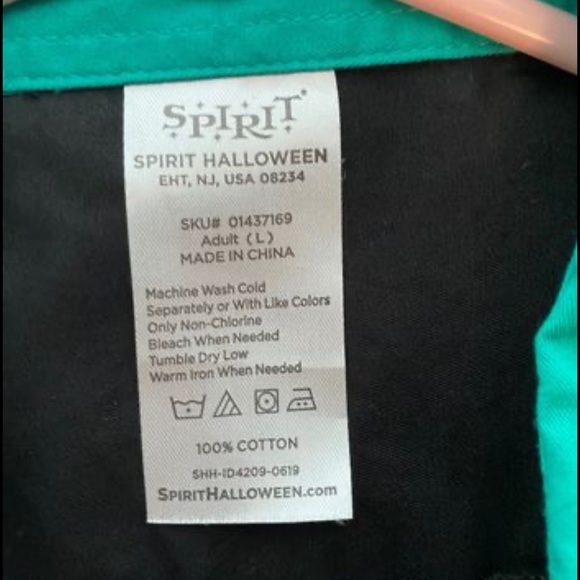 SPIRIT
SPIRIT HALLOWEEN
EHT, NJ, USA 08234
SKU# 01437169
Adult (L)
MADE IN CHINA
Machine Wash Cold
Separately or With Like Colors
Only Non-Chlorine
Bleach When Needed
Tumble Dry Low
Warm Iron When Needed
100% COTTON
SHH-ID4209-0619
SPIRITHALLOWEEN.com